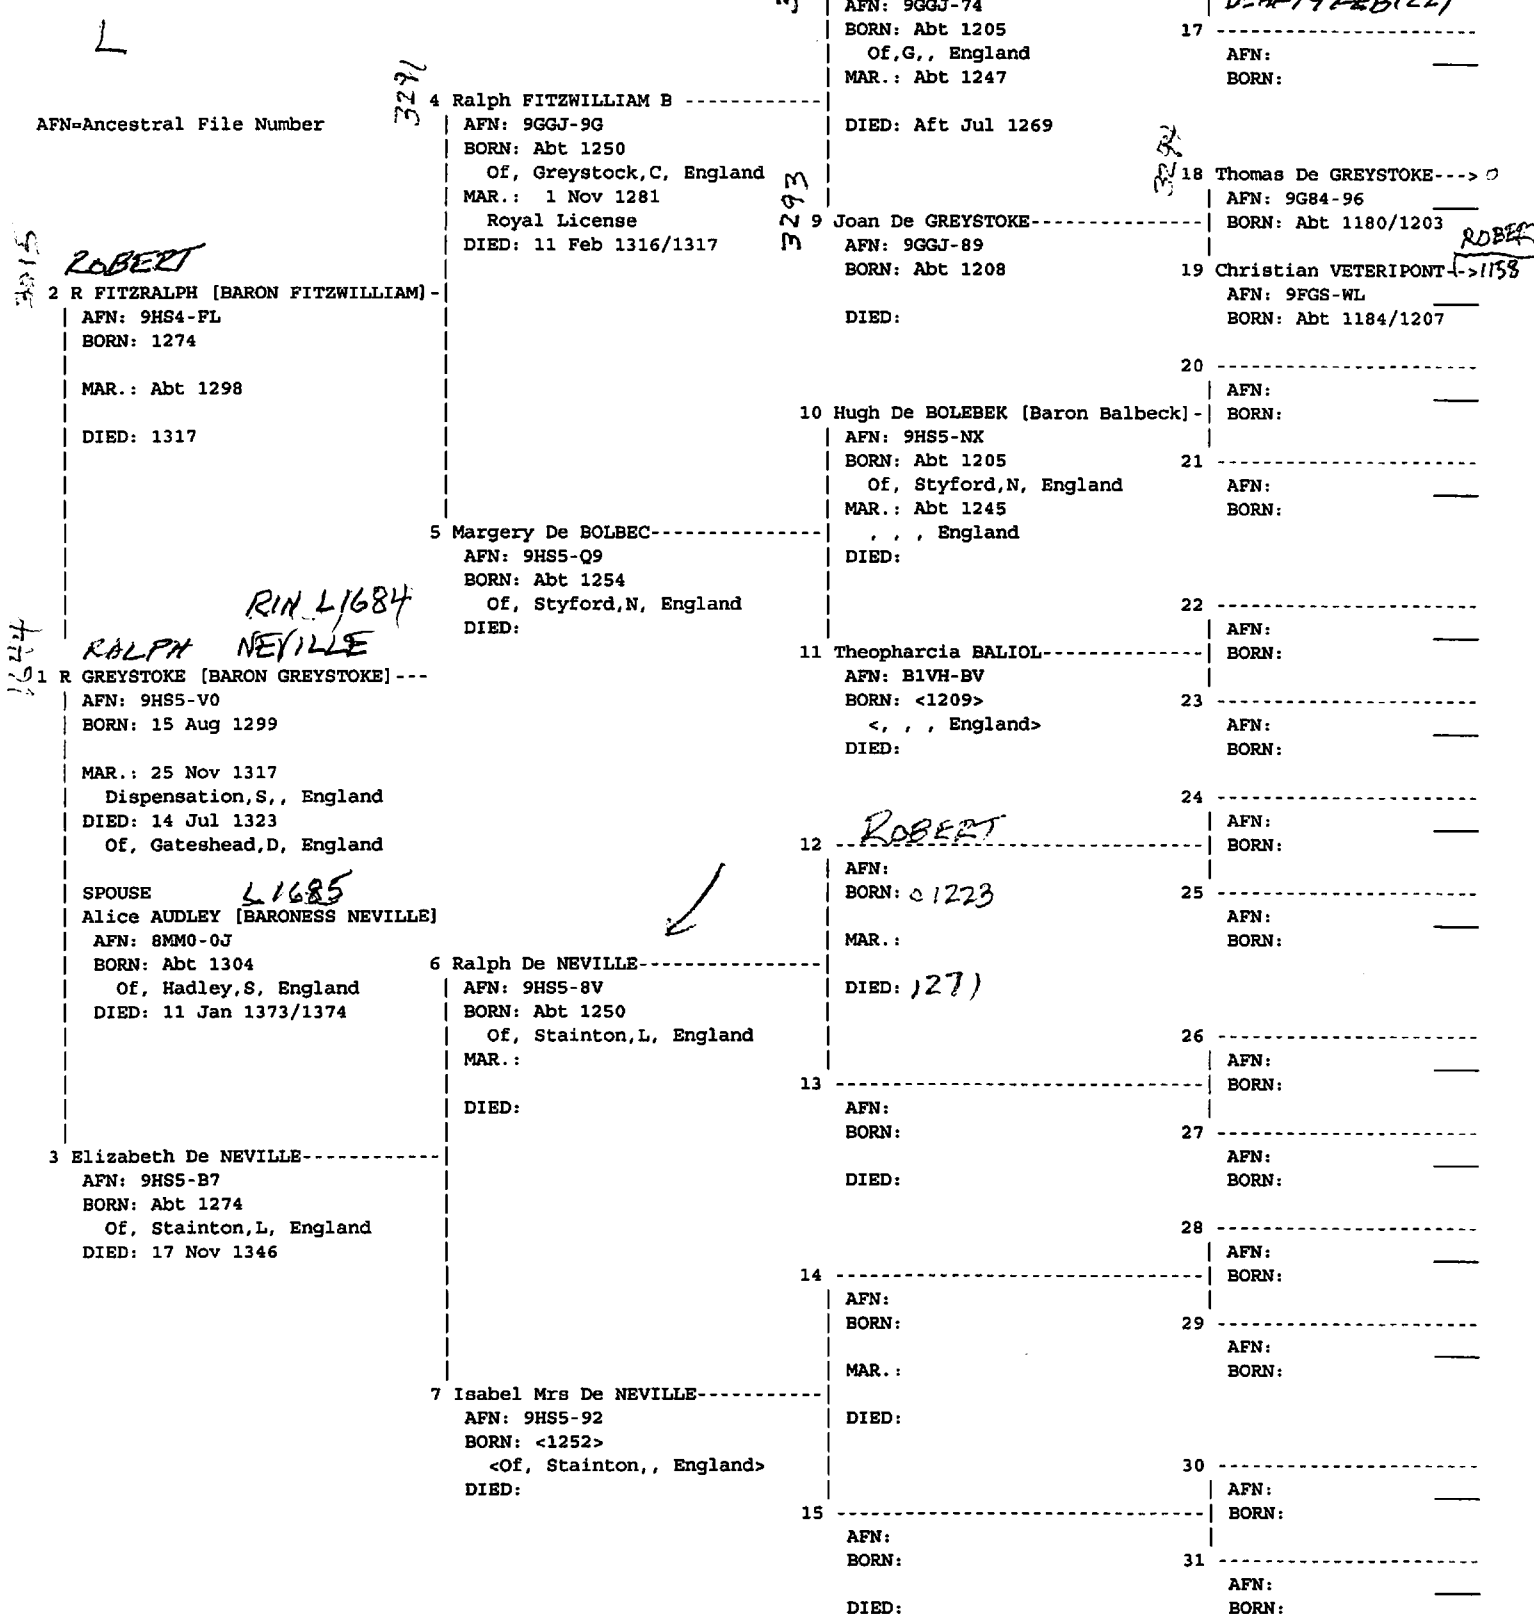 L
AFN=Ancestral File Number
3015
ROBERT
2 R FITZRALPH [BARON FITZWILLIAM]-
AFN: 9HS4-FL
BORN: 1274
MAR.: Abt 1298
DIED: 1317
RIN L1684
RALPH NEVILLE
1 R GREYSTOKE [BARON GREYSTOKE]---
AFN: 9HS5-V0
BORN: 15 Aug 1299
MAR.: 25 Nov 1317
Dispensation,S,, England
DIED: 14 Jul 1323
Of, Gateshead,D, England
SPOUSE L1685
Alice AUDLEY [BARONESS NEVILLE]
AFN: 8MM0-0J
BORN: Abt 1304
Of, Hadley,S, England
DIED: 11 Jan 1373/1374
3 Elizabeth De NEVILLE------------
AFN: 9HS5-B7
BORN: Abt 1274
Of, Stainton,L, England
DIED: 17 Nov 1346
3291
4 Ralph FITZWILLIAM B ------------
AFN: 9GGJ-9G
BORN: Abt 1250
Of, Greystock,C, England
MAR.: 1 Nov 1281
Royal License
DIED: 11 Feb 1316/1317
5 Margery De BOLBEC---------------
AFN: 9HS5-Q9
BORN: Abt 1254
Of, Styford,N, England
DIED:
6 Ralph De NEVILLE----------------
AFN: 9HS5-8V
BORN: Abt 1250
Of, Stainton,L, England
MAR.:
DIED:
7 Isabel Mrs De NEVILLE-----------
AFN: 9HS5-92
BORN: <1252>
<Of, Stainton,, England>
DIED:
AFN: 9GGJ-74
BORN: Abt 1205
Of,G,, England
MAR.: Abt 1247
DIED: Aft Jul 1269
3293
9 Joan De GREYSTOKE---------------
AFN: 9GGJ-89
BORN: Abt 1208
DIED:
10 Hugh De BOLEBEK [Baron Balbeck]-
AFN: 9HS5-NX
BORN: Abt 1205
Of, Styford,N, England
MAR.: Abt 1245
, , , England
DIED:
11 Theopharcia BALIOL--------------
AFN: B1VH-BV
BORN: <1209>
<, , , England>
DIED:
ROBERT
12 --------------------------------
AFN:
BORN: c 1223
MAR.:
DIED: 1271
13 --------------------------------
AFN:
BORN:
DIED:
14 --------------------------------
AFN:
BORN:
MAR.:
DIED:
15 --------------------------------
AFN:
BORN:
DIED:
17 -----------------------
AFN:
BORN:
18 Thomas De GREYSTOKE---> 0
AFN: 9G84-96
BORN: Abt 1180/1203
ROBERT
19 Christian VETERIPONT-->1158
AFN: 9FGS-WL
BORN: Abt 1184/1207
20 -----------------------
AFN:
BORN:
21 -----------------------
AFN:
BORN:
22 -----------------------
AFN:
BORN:
23 -----------------------
AFN:
BORN:
24 -----------------------
AFN:
BORN:
25 -----------------------
AFN:
BORN:
26 -----------------------
AFN:
BORN:
27 -----------------------
AFN:
BORN:
28 -----------------------
AFN:
BORN:
29 -----------------------
AFN:
BORN:
30 -----------------------
AFN:
BORN:
31 -----------------------
AFN:
BORN: